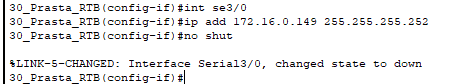 30_Prasta_RTB(config-if)#int se3/0
30_Prasta_RTB(config-if)#ip add 172.16.0.149 255.255.255.252
30_Prasta_RTB(config-if)#no shut
%LINK-5-CHANGED: Interface Serial3/0, changed state to down
30_Prasta_RTB(config-if)#